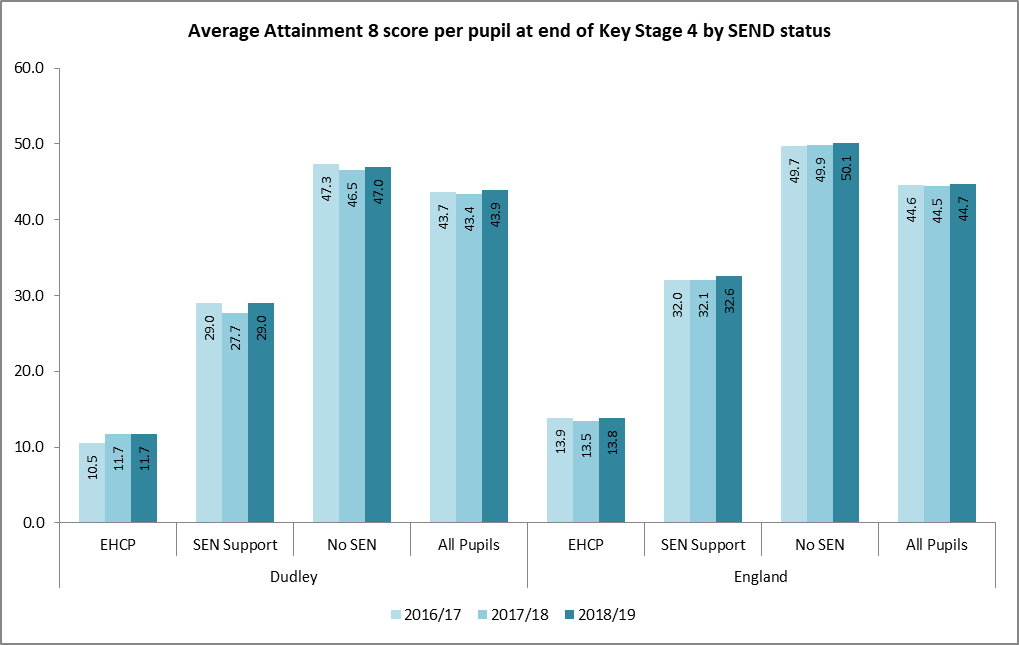 Average Attainment 8 score per pupil at end of Key Stage 4 by SEND status
60.0
50.0
40.0
30.0
20.0
10.0
0.0
10.5 11.7 11.7 29.0 27.7 29.0 47.3 46.5 47.0 43.7 43.4 43.9 13.9 13.5 13.8 32.0 32.1 32.6 49.7 49.9 50.1 44.6 44.5 44.7
EHCP SEN Support No SEN All Pupils EHCP SEN Support No SEN All Pupils
Dudley England
2016/17 2017/18 2018/19